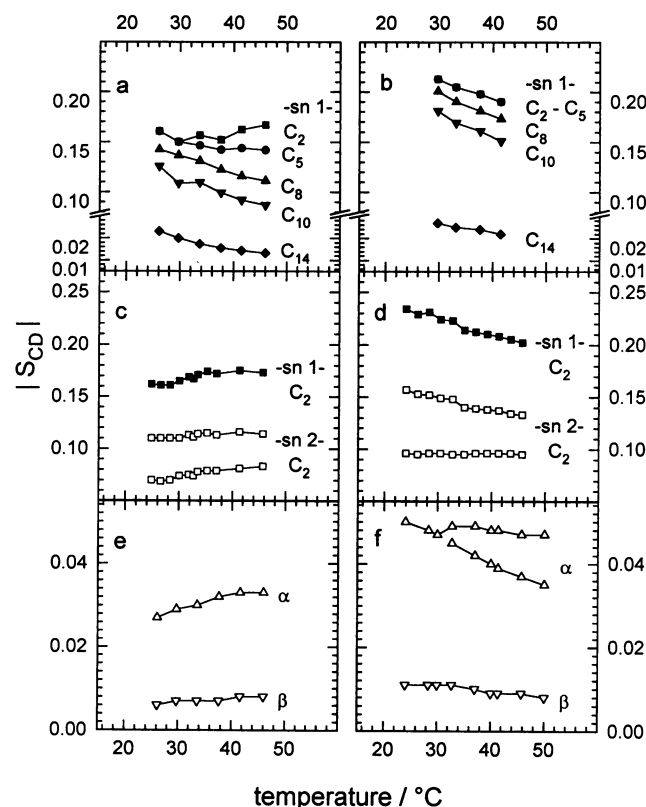 20 30 40 50 20 30 40 50
a b
-sn 1-
C2
C5
C8
C10
C14
-sn 1-
C2 - C5
C8
C10
C14
0.20
0.15
0.10
0.02
0.01
0.20
0.15
0.10
0.02
0.01
c d
0.25
0.20
0.15
0.10
-sn 1-
C2
-sn 2-
C2
-sn 1-
C2
-sn 2-
C2
0.25
0.20
0.15
0.10
| SCD |
e f
0.04
0.02
0.00
α
β
α
β
0.04
0.02
0.00
20 30 40 50 20 30 40 50
temperature / °C